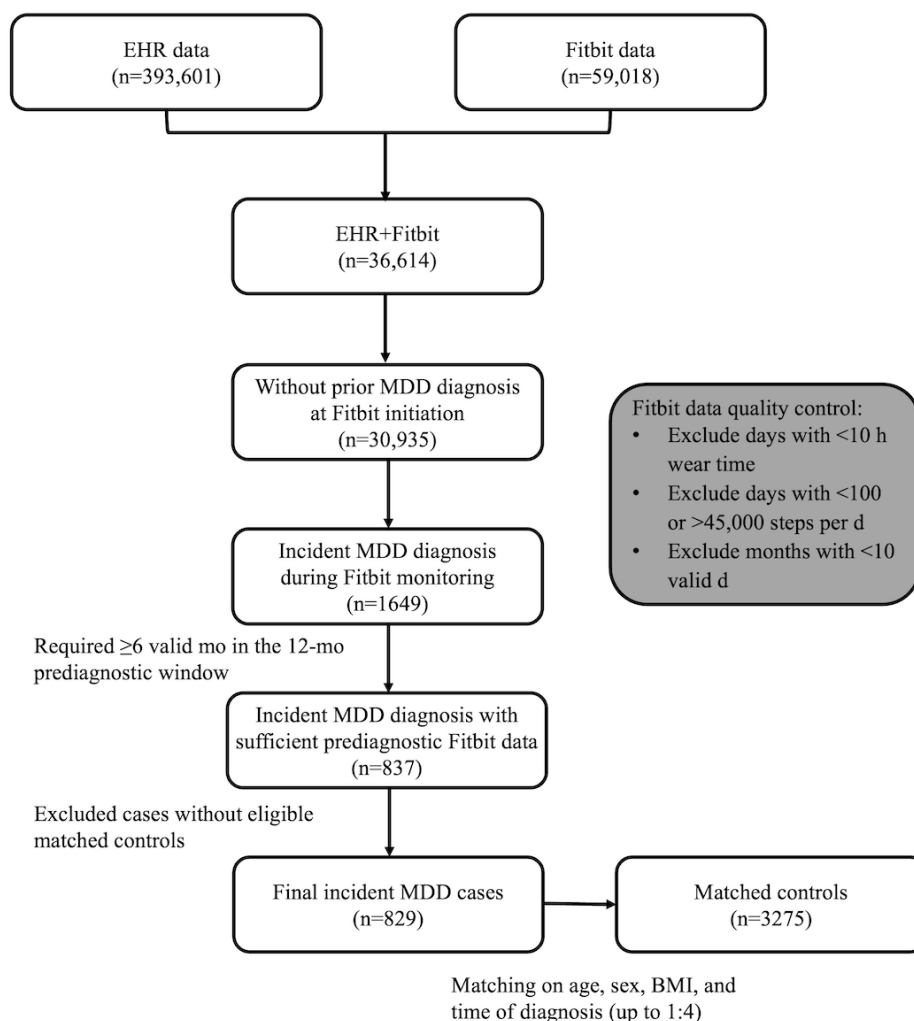 EHR data
(n=393,601)
Fitbit data
(n=59,018)
EHR+Fitbit
(n=36,614)
Without prior MDD diagnosis
at Fitbit initiation
(n=30,935)
Fitbit data quality control:
• Exclude days with <10 h
wear time
• Exclude days with <100
or >45,000 steps per d
• Exclude months with <10
valid d
Incident MDD diagnosis
during Fitbit monitoring
(n=1649)
Required ≥6 valid mo in the 12-mo
prediagnostic window
Incident MDD diagnosis with
sufficient prediagnostic Fitbit data
(n=837)
Excluded cases without eligible
matched controls
Final incident MDD cases
(n=829)
Matched controls
(n=3275)
Matching on age, sex, BMI, and
time of diagnosis (up to 1:4)